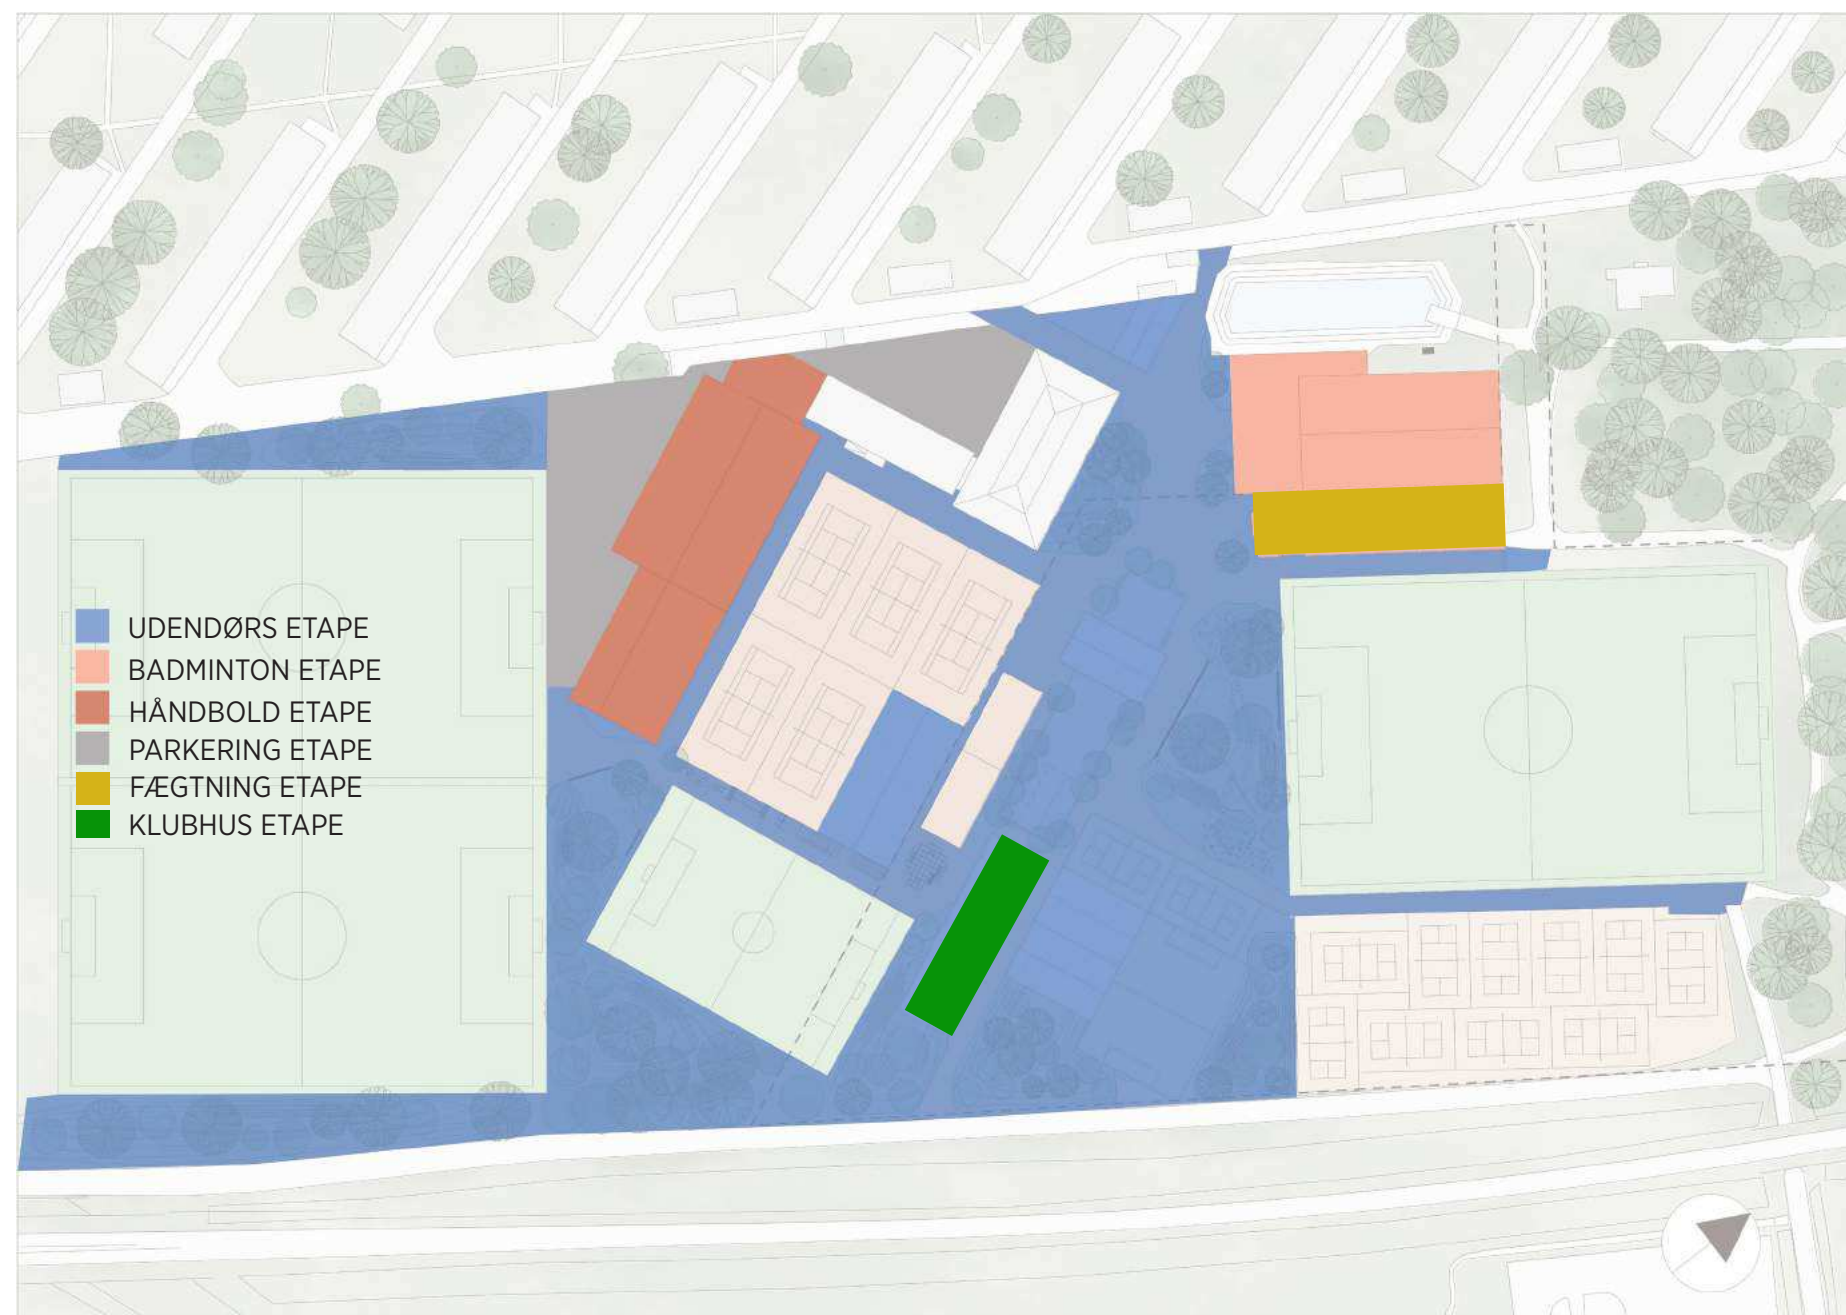 UDENDØRS ETAPE
BADMINTON ETAPE
HÅNDBOLD ETAPE
PARKERING ETAPE
FÆGTNING ETAPE
KLUBHUS ETAPE